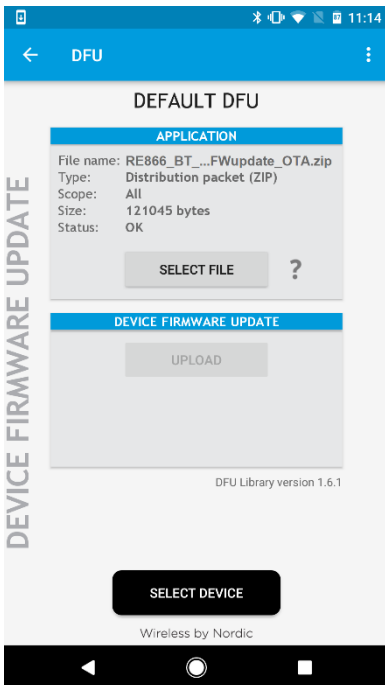 11:14
DFU
DEFAULT DFU
APPLICATION
File name: RE866_BT_...FWupdate_OTA.zip
Type: Distribution packet (ZIP)
Scope: All
Size: 121045 bytes
Status: OK
SELECT FILE ?
DEVICE FIRMWARE UPDATE
UPLOAD
DFU Library version 1.6.1
DEVICE FIRMWARE UPDATE
SELECT DEVICE
Wireless by Nordic